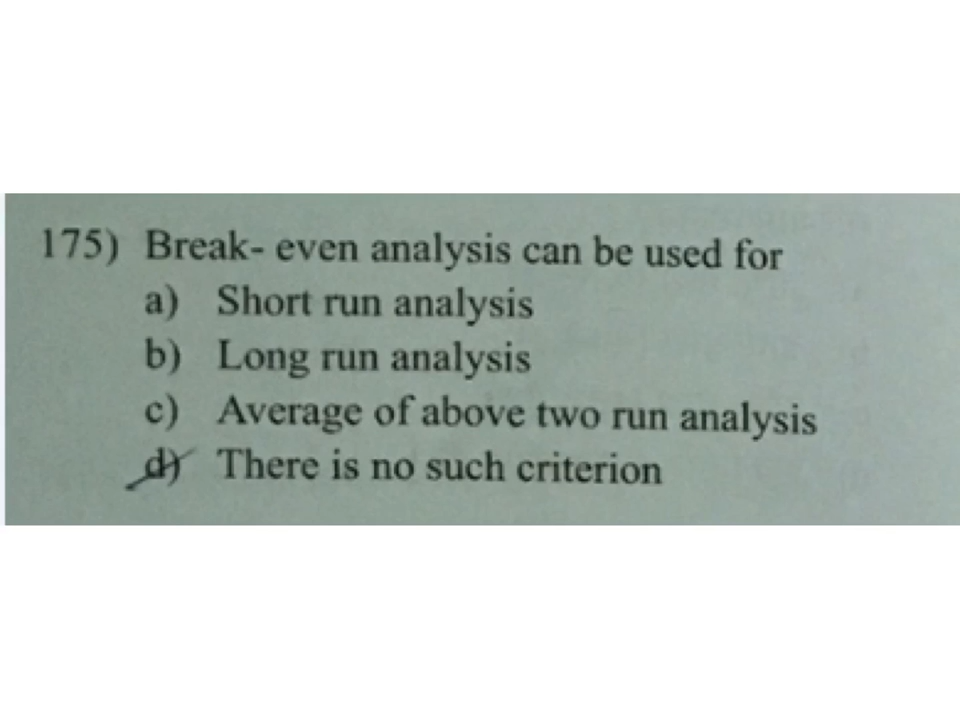 175) Break- even analysis can be used for
a) Short run analysis
b) Long run analysis
c) Average of above two run analysis
d) There is no such criterion